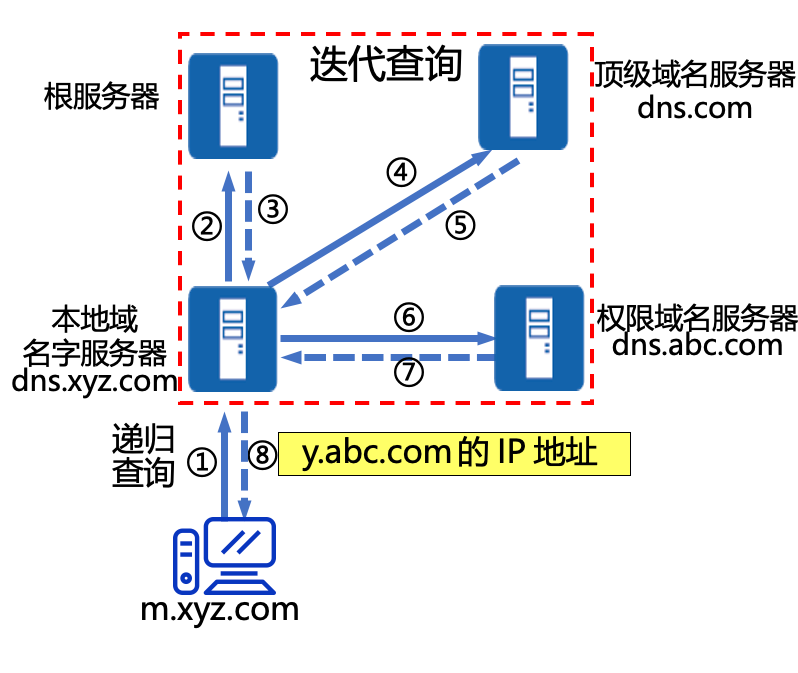 迭代查询
根服务器
顶级域名服务器
dns.com
②
③
④
⑤
本地域
名字服务器
dns.xyz.com
⑥
⑦
权限域名服务器
dns.abc.com
递归
查询
①
⑧
y.abc.com 的 IP 地址
m.xyz.com